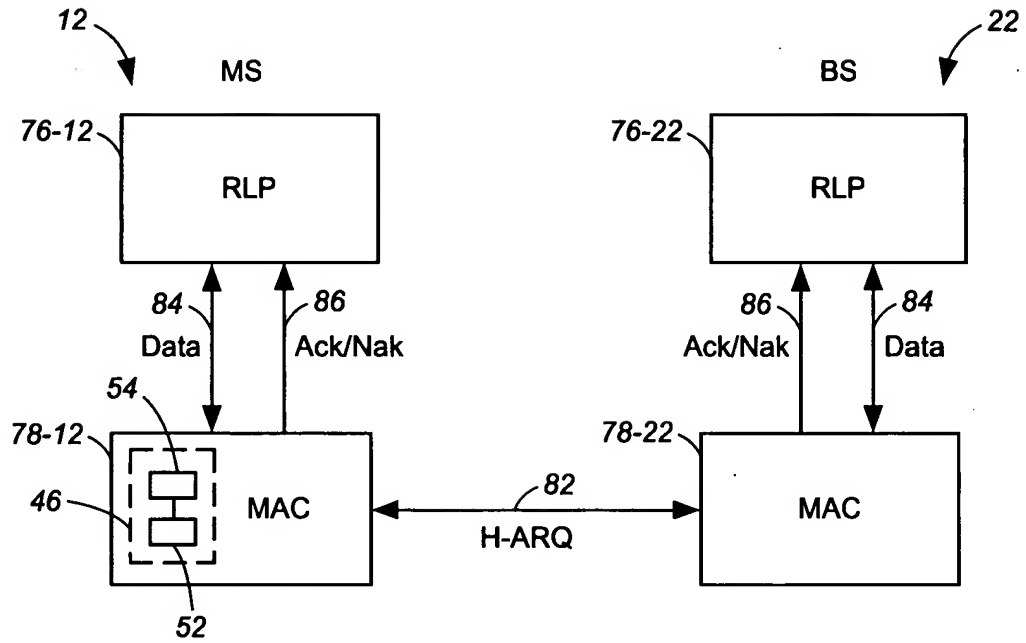 12 22
MS BS
76-12 76-22
RLP RLP
84 86 86 84
Data Ack/Nak Ack/Nak Data
54
78-12 78-22
46 MAC 82 MAC
H-ARQ
52